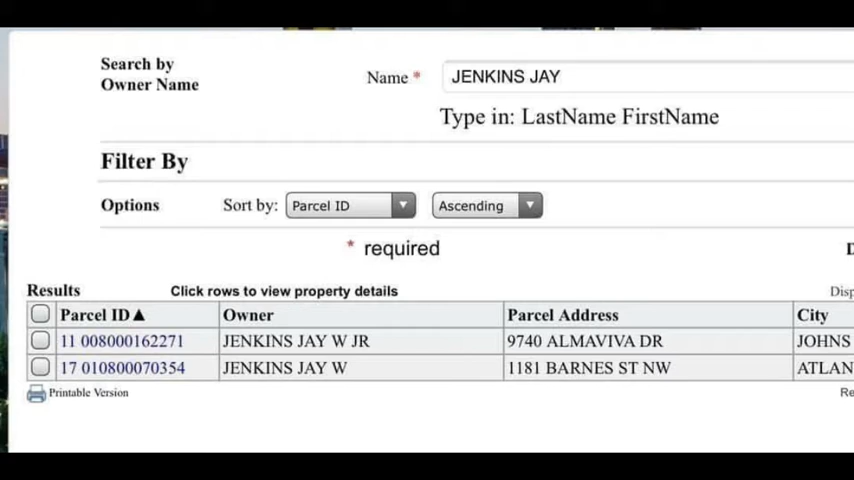 Search by
Owner Name
Name * JENKINS JAY
Type in: LastName FirstName
Filter By
Options Sort by: Parcel ID Ascending
* required
Results Click rows to view property details
Parcel ID▲ Owner Parcel Address City
11 008000162271 JENKINS JAY W JR 9740 ALMAVIVA DR JOHNS
17 010800070354 JENKINS JAY W 1181 BARNES ST NW ATLAN
Printable Version